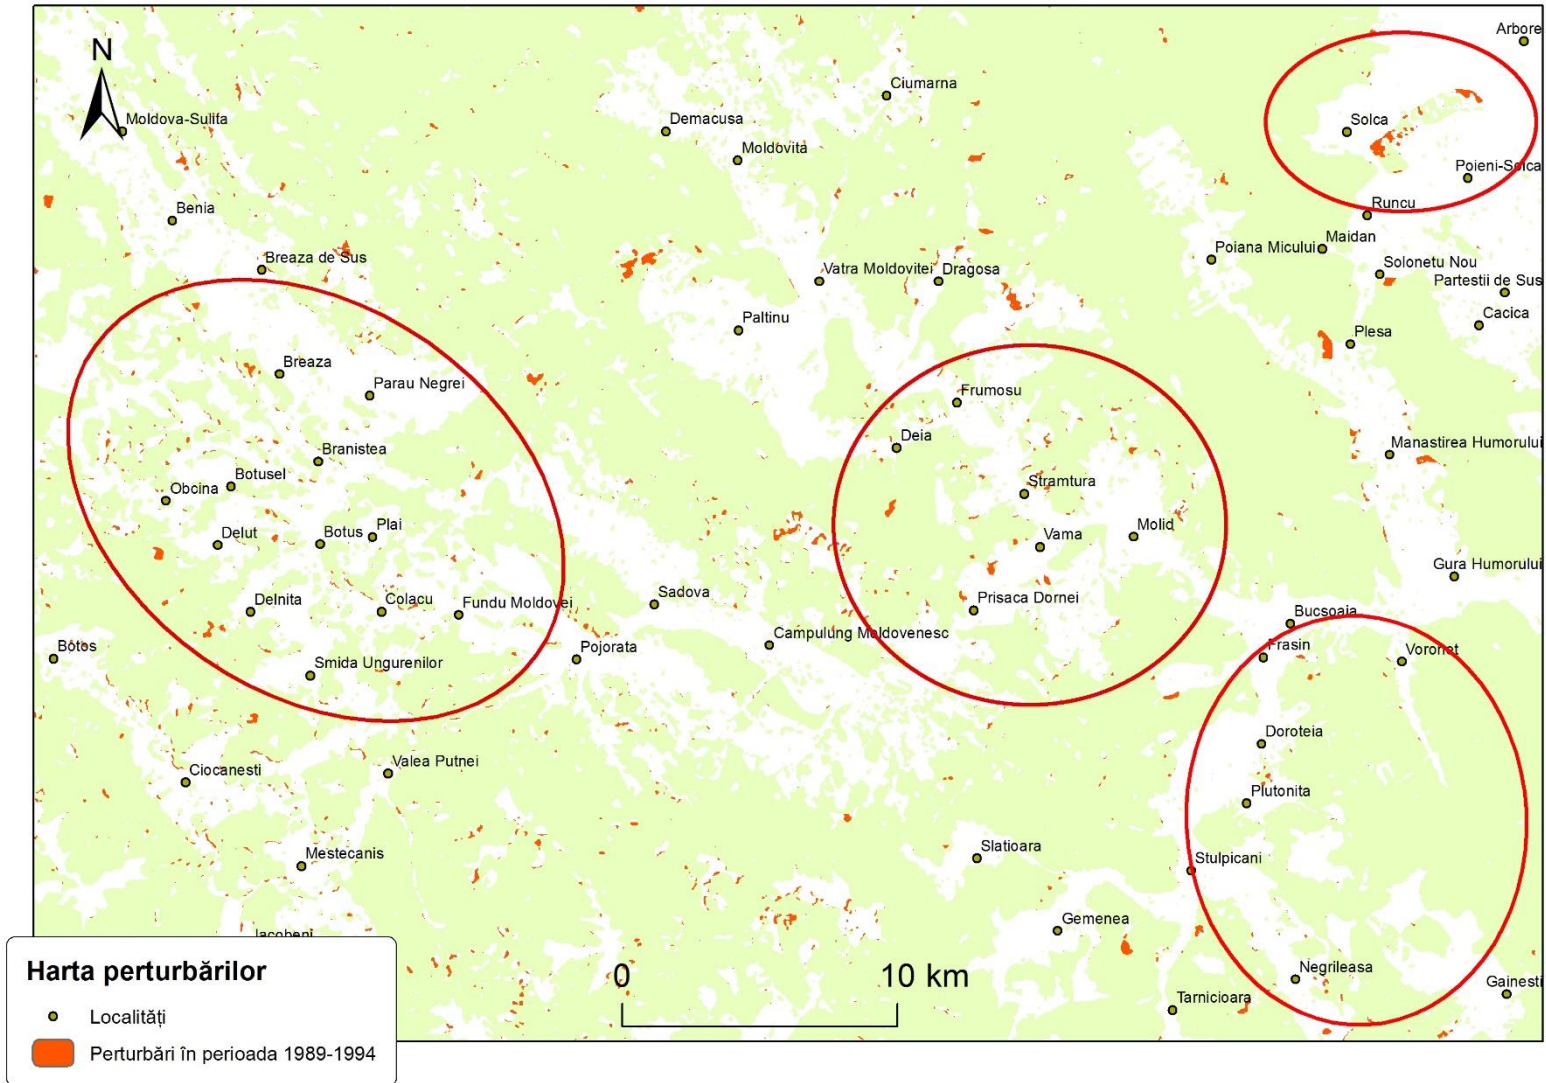 Arbore
N
Ciumarna
Moldova-Sulita
Demacusa
Solca
Moldovita
Poieni-Solca
Benia
Runcu
Maidan
Poiana Micului
Breaza de Sus
Vatra Moldovitei
Dragosa
Solonetu Nou
Partestii de Sus
Cacica
Paltinu
Plesa
Breaza
Parau Negrei
Frumosu
Deia
Manastirea Humorului
Branistea
Botusel
Obcina
Stramtura
Delut
Botus
Plai
Vama
Molid
Gura Humorului
Delnita
Colacu
Fundu Moldovei
Sadova
Prisaca Dornei
Bucsoaia
Botos
Pojorata
Campulung Moldovenesc
Frasin
Voronet
Smida Ungurenilor
Doroteia
Ciocanesti
Valea Putnei
Plutonita
Mestecanis
Slatioara
Stulpicani
Gemenea
Iacobeni
Negrileasa
Gainesti
Tarnicioara
0 10 km
Harta perturbărilor
Localități
Perturbări în perioada 1989-1994